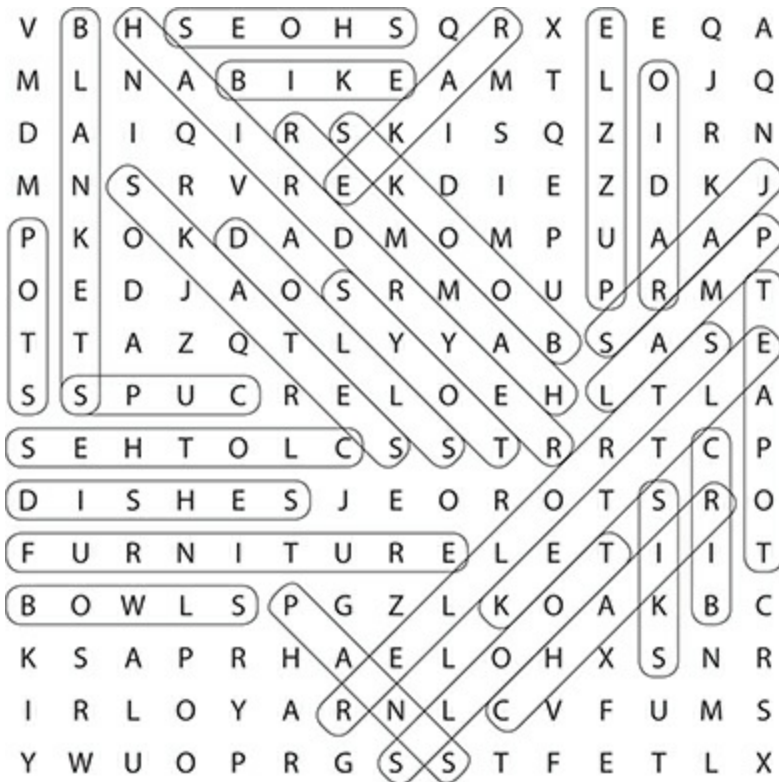 V B H S E O H S Q R X E E Q A
M L N A B I K E A M T L O J Q
D A I Q I R S K I S Q Z I R N
M N S R V R E K D I E Z D K J
P K O K D A D M O M P U A A P
O E D J A O S R M O U P R M T
T T A Z Q T L Y Y A B S A S E
S S P U C R E L O E H L T L A
S E H T O L C S S T R R T C P
D I S H E S J E O R O T S R O
F U R N I T U R E L E T I I T
B O W L S P G Z L K O A K B C
K S A P R H A E L O H X S N R
I R L O Y A R N L C V F U M S
Y W U O P R G S S T F E T L X